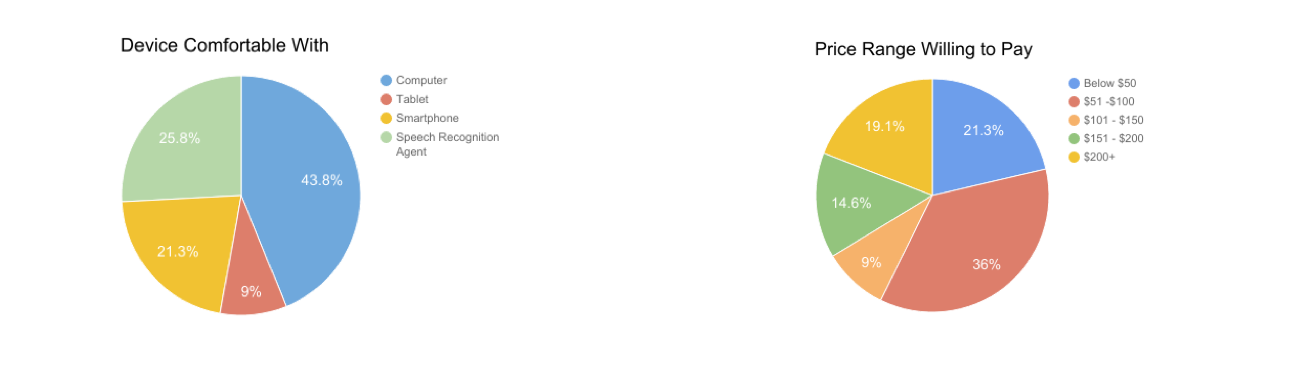 Device Comfortable With
Computer
Tablet
Smartphone
Speech Recognition
Agent
25.8%
43.8%
21.3%
9%
Price Range Willing to Pay
Below $50
$51 -$100
$101 - $150
$151 - $200
$200+
19.1%
21.3%
14.6%
9%
36%